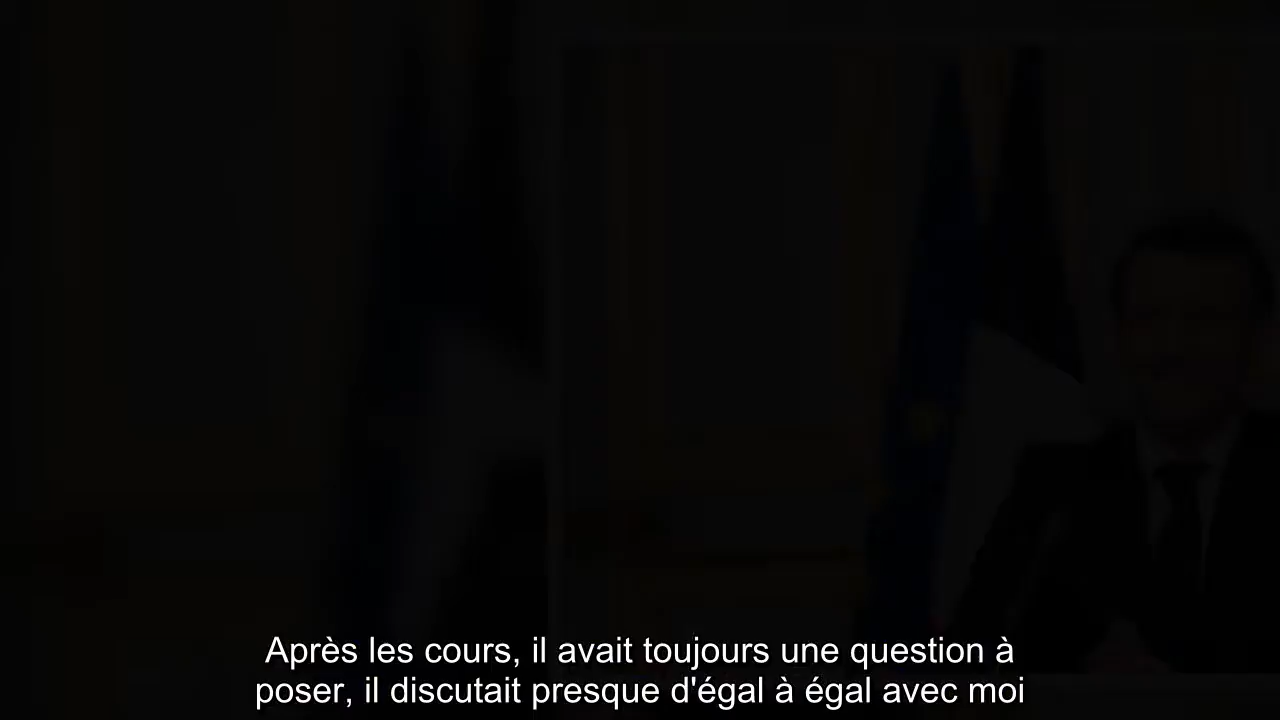 Après les cours, il avait toujours une question à
poser, il discutait presque d'égal à égal avec moi